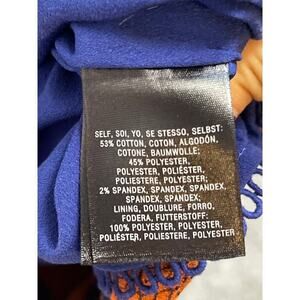 SELF, SOI, YO, SE STESSO, SELBST:
53% COTTON, COTON, ALGODÓN,
COTONE, BAUMWOLLE;
45% POLYESTER,
POLYESTER, POLIÉSTER,
POLIESTERE, POLYESTER;
2% SPANDEX, SPANDEX, SPANDEX,
SPANDEX, SPANDEX;
LINING, DOUBLURE, FORRO,
FODERA, FUTTERSTOFF:
100% POLYESTER, POLYESTER,
POLIÉSTER, POLIESTERE, POLYESTER